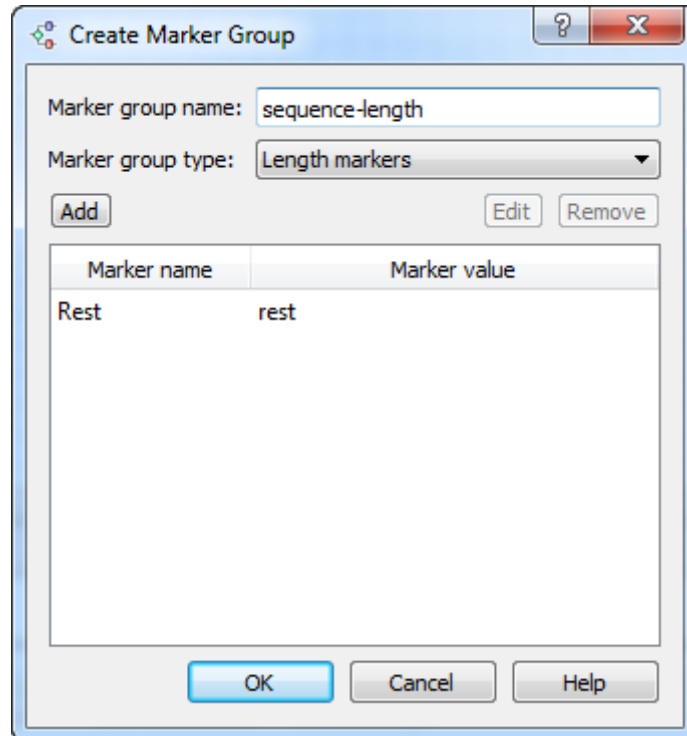 Create Marker Group
Marker group name: sequence-length
Marker group type: Length markers
Add Edit Remove
Marker name Marker value
Rest rest
OK Cancel Help